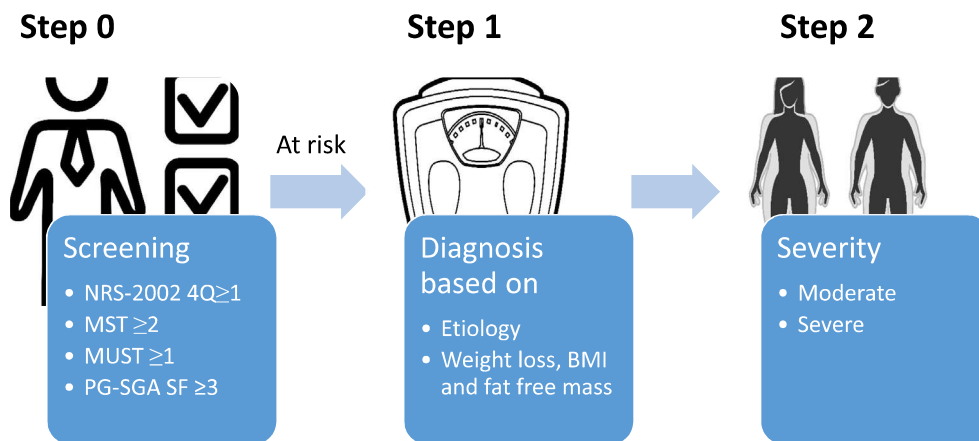 Step 0
Step 1
Step 2
At risk
Screening
• NRS-2002 4Q≥1
• MST ≥2
• MUST ≥1
• PG-SGA SF ≥3
Diagnosis
based on
• Etiology
• Weight loss, BMI
and fat free mass
Severity
• Moderate
• Severe